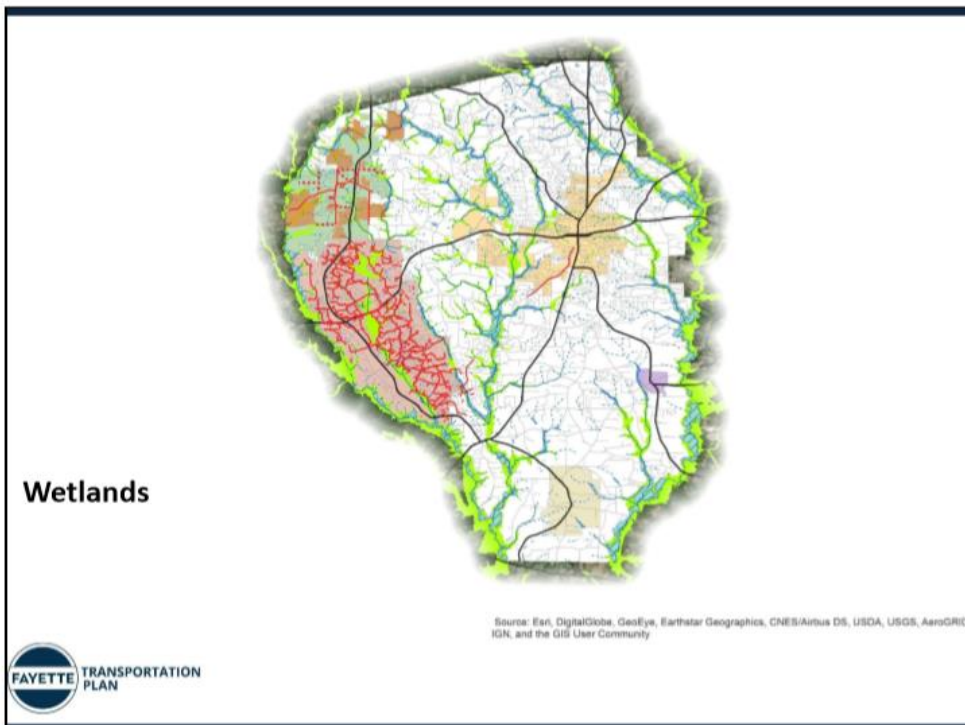 Wetlands
Source: Esri, DigitalGlobe, GeoEye, Earthstar Geographics, CNES/Airbus DS, USDA, USGS, AeroGRID
IGN, and the GIS User Community
FAYETTE
TRANSPORTATION
PLAN